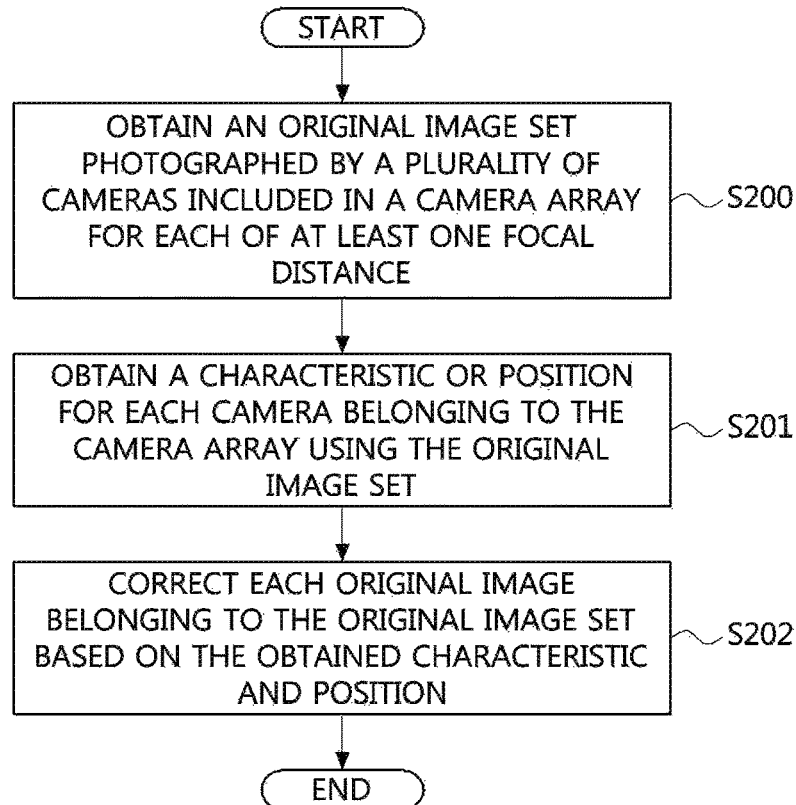 START
OBTAIN AN ORIGINAL IMAGE SET
PHOTOGRAPHED BY A PLURALITY OF
CAMERAS INCLUDED IN A CAMERA ARRAY
FOR EACH OF AT LEAST ONE FOCAL
DISTANCE
S200
OBTAIN A CHARACTERISTIC OR POSITION
FOR EACH CAMERA BELONGING TO THE
CAMERA ARRAY USING THE ORIGINAL
IMAGE SET
S201
CORRECT EACH ORIGINAL IMAGE
BELONGING TO THE ORIGINAL IMAGE SET
BASED ON THE OBTAINED CHARACTERISTIC
AND POSITION
S202
END